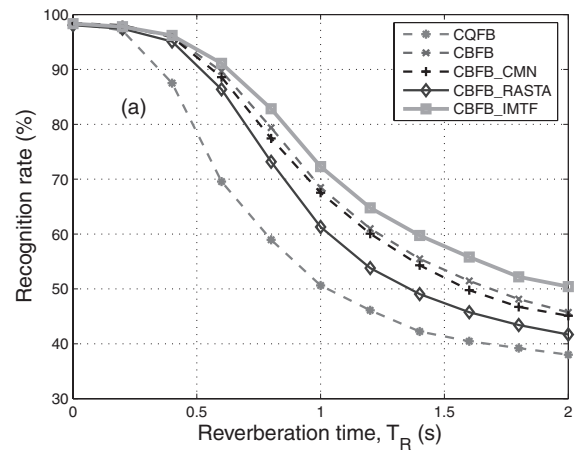 100
90
80
70
60
50
40
30
Recognition rate (%)
(a)
CQFB
CBFB
CBFB_CMN
CBFB_RASTA
CBFB_IMTF
0
0.5
1
1.5
2
Reverberation time, T_R (s)